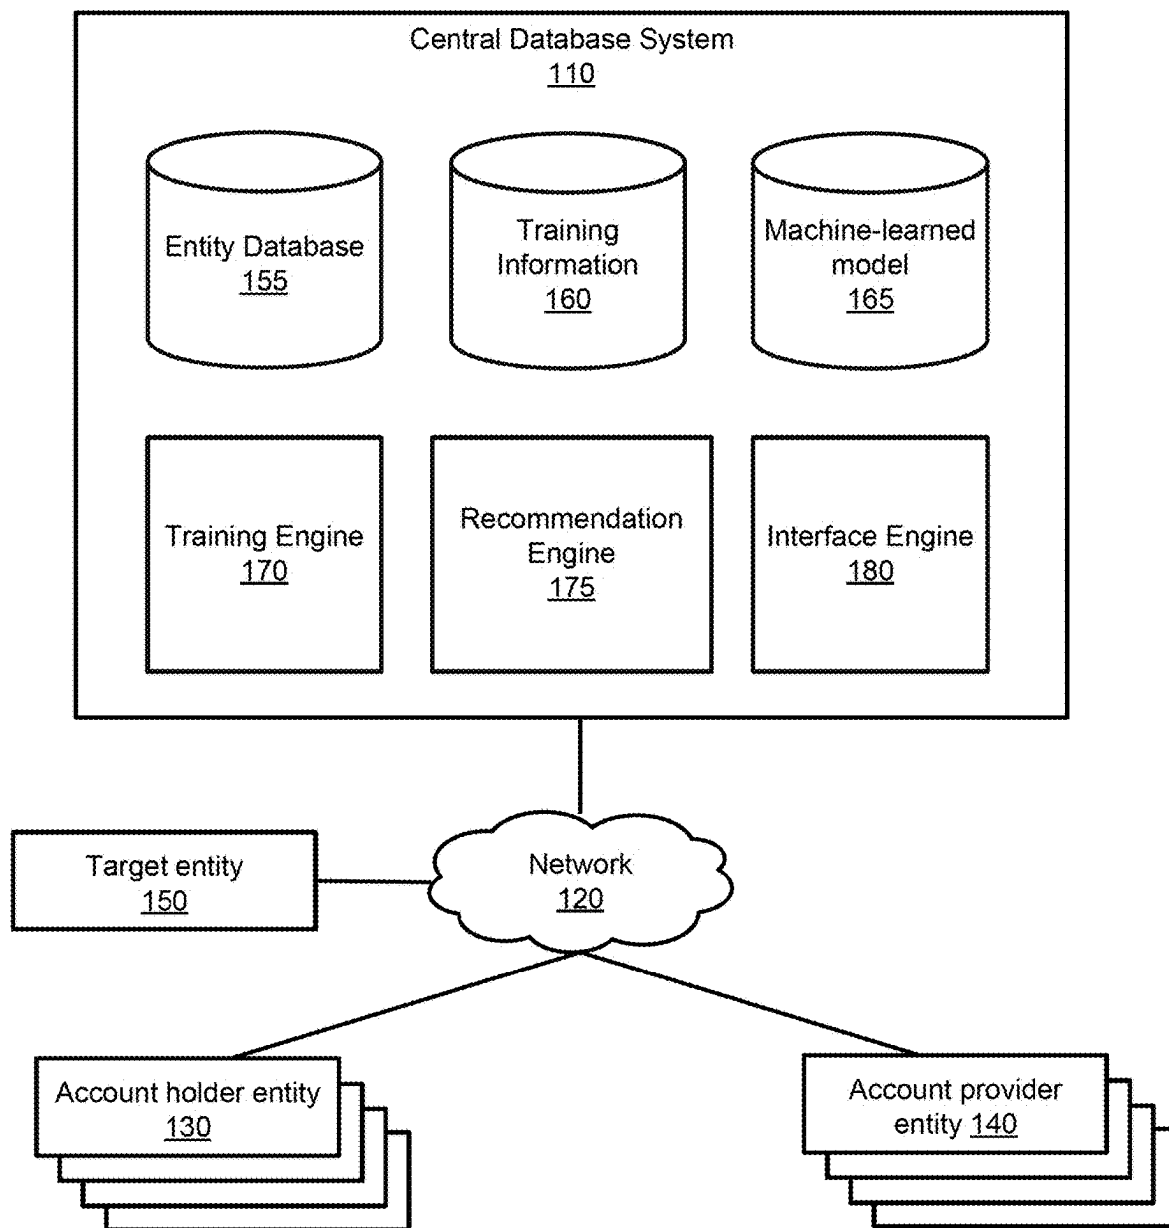 Central Database System
110
Entity Database
155
Training
Information
160
Machine-learned
model
165
Training Engine
170
Recommendation
Engine
175
Interface Engine
180
Target entity
150
Network
120
Account holder entity
130
Account provider
entity 140